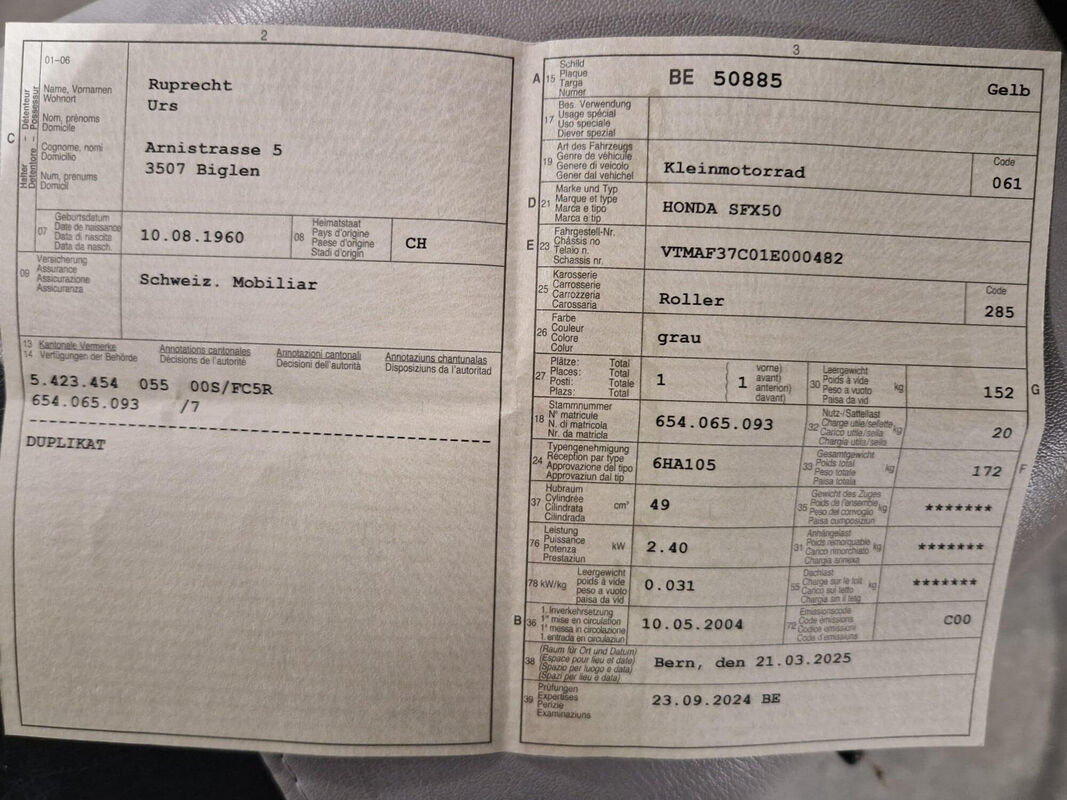 2
01-06
C
Halter – Détenteur
Detentore – Possessur
Name, Vornamen
Wohnort
Nom, prénoms
Domicile
Cognome, nomi
Domicilio
Num, prenums
Domicil
Ruprecht
Urs
Arnistrasse 5
3507 Biglen
07
Geburtsdatum
Date de naissance
Data di nascita
Data da nasch.
10.08.1960
08
Heimatstaat
Pays d'origine
Paese d'origine
Stadi d'origin
CH
09
Versicherung
Assurance
Assicurazione
Assicuranza
Schweiz. Mobiliar
13 Kantonale Vermerke Annotations cantonales Annotazioni cantonali Annotaziuns chantunalas
14 Verfügungen der Behörde Décisions de l'autorité Decisioni dell'autorità Disposiziuns da l'autoritad
5.423.454 055 00S/FC5R
654.065.093 /7
DUPLIKAT
3
A 15
Schild
Plaque
Targa
Numer
BE 50885 Gelb
17
Bes. Verwendung
Usage spécial
Uso speciale
Diever spezial
19
Art des Fahrzeugs
Genre de véhicule
Genere di veicolo
Gener dal vehichel
Kleinmotorrad
Code
061
D 21
Marke und Typ
Marque et type
Marca e tipo
Marca e tip
HONDA SFX50
E 23
Fahrgestell-Nr.
Châssis no
Telaio n.
Schassis nr.
VTMAF37C01E000482
25
Karosserie
Carrosserie
Carrozzeria
Carossaria
Roller
Code
285
26
Farbe
Couleur
Colore
Colur
grau
27
Plätze: Total
Places: Total
Posti: Totale
Plazs: Total
1
1
vorne)
avant)
anteriori)
davant)
30
Leergewicht
Poids à vide
Peso a vuoto
Paisa da vid
kg
152
G
18
Stammnummer
N° matricule
N. di matricola
Nr. da matricla
654.065.093
32
Nutz-/Sattellast
Charge utile/sellette
Carico utile/sella
Chargia utila/sella
kg
20
24
Typengenehmigung
Réception par type
Approvazione del tipo
Approvaziun dal tip
6HA105
33
Gesamtgewicht
Poids total
Peso totale
Paisa totala
kg
172
F
37
Hubraum
Cylindrée
Cilindrata
Cilindrada
cm³
49
35
Gewicht des Zuges
Poids de l'ensemble
Peso del convoglio
Paisa cumposiziun
kg
*******
76
Leistung
Puissance
Potenza
Prestaziun
kW
2.40
31
Anhängelast
Poids remorquable
Carico rimorchiato
Chargia annexa
kg
*******
78 kW/kg
Leergewicht
poids à vide
peso a vuoto
paisa da vid
0.031
55
Dachlast
Charge sur le toit
Carico sul tetto
Chargia sin il tetg
kg
*******
B 36
1. Inverkehrsetzung
1re mise en circulation
1a messa in circolazione
1. entrada en circulaziun
10.05.2004
72
Emissionscode
Code émissions
Codice emissioni
Code d'emissiuns
C00
38
(Raum für Ort und Datum)
(Espace pour lieu et date)
(Spazio per luogo e data)
(Spazi per lieu e data)
Bern, den 21.03.2025
39
Prüfungen
Expertises
Perizie
Examinaziuns
23.09.2024 BE